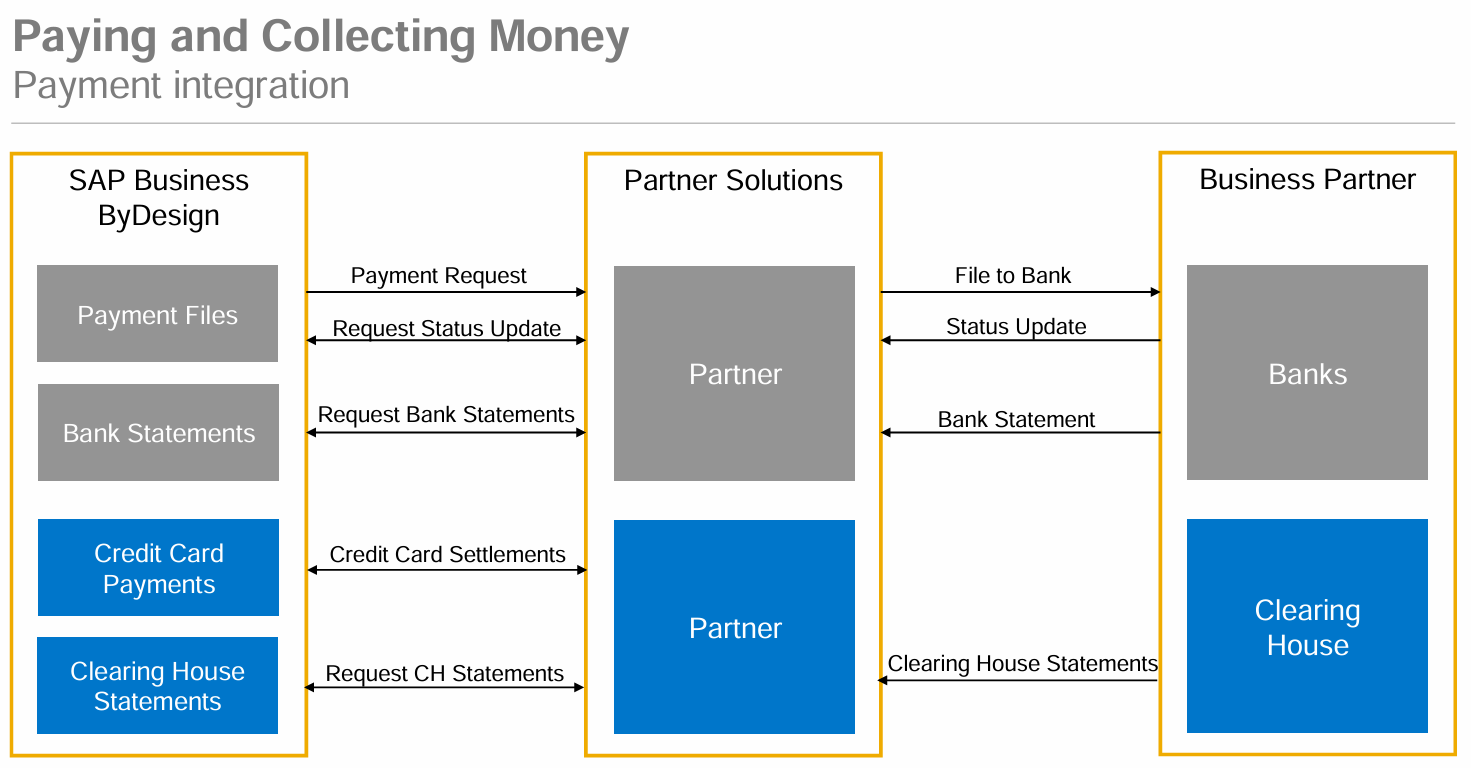 Paying and Collecting Money
Payment integration
SAP Business
ByDesign
Payment Files
Bank Statements
Credit Card
Payments
Clearing House
Statements
Payment Request
Request Status Update
Request Bank Statements
Credit Card Settlements
Request CH Statements
Partner Solutions
Partner
Partner
File to Bank
Status Update
Bank Statement
Clearing House Statements
Business Partner
Banks
Clearing
House